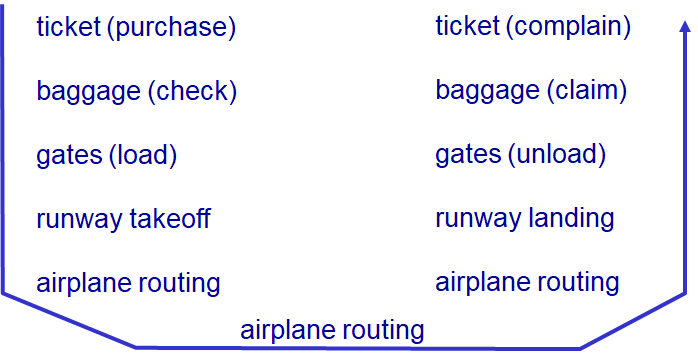 ticket (purchase)
baggage (check)
gates (load)
runway takeoff
airplane routing
airplane routing
ticket (complain)
baggage (claim)
gates (unload)
runway landing
airplane routing